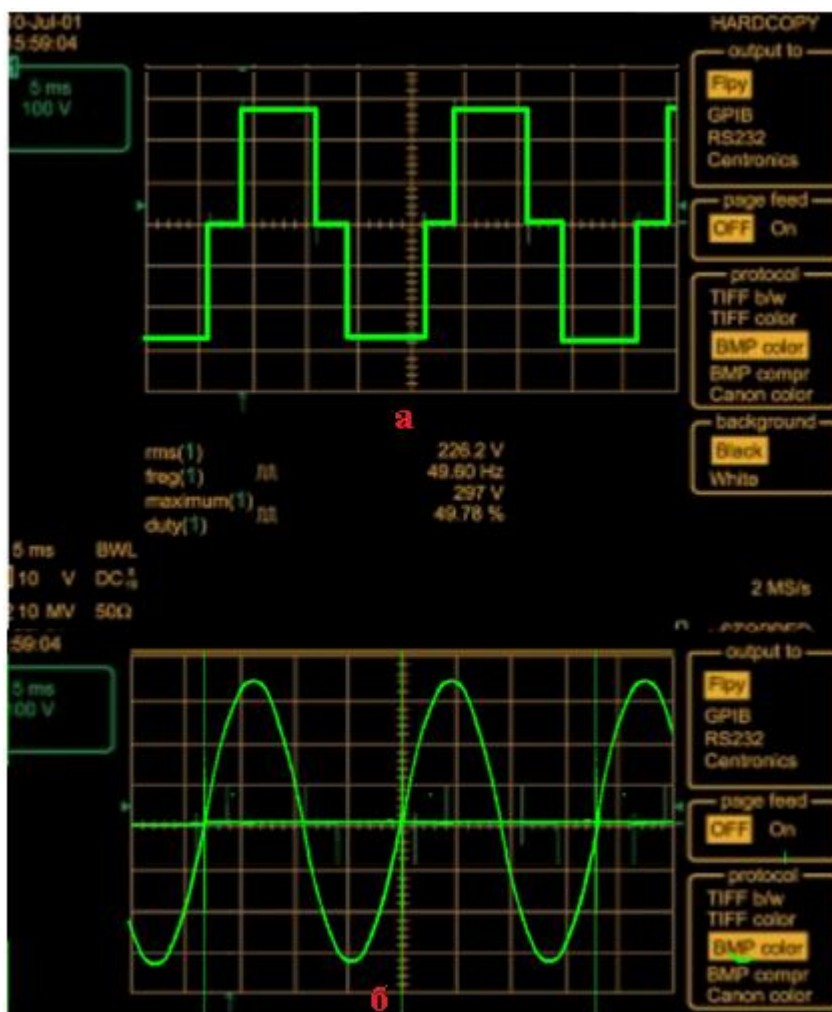 10-Jul-01
15:59:04
HARDCOPY
output to
Flpy
GPIB
RS232
Centronics
1
5 ms
100 V
page feed
OFF On
protocol
TIFF b/w
TIFF color
BMP color
BMP compr
Canon color
background
Black
White
а
rms(1) 226.2 V
freq(1) 49.60 Hz
maximum(1) 297 V
duty(1) 49.78 %
5 ms BWL
10 V DC
2 10 MV 50Ω
2 MS/s
STOPPED
:59:04
output to
Flpy
GPIB
RS232
Centronics
5 ms
100 V
page feed
OFF On
protocol
TIFF b/w
TIFF color
BMP color
BMP compr
Canon color
б